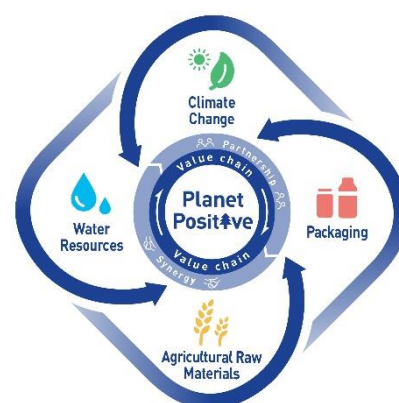 Climate
Change
Partnership
Value chain
Planet
Positive
Water
Resources
Packaging
Value chain
Synergy
Agricultural Raw
Materials